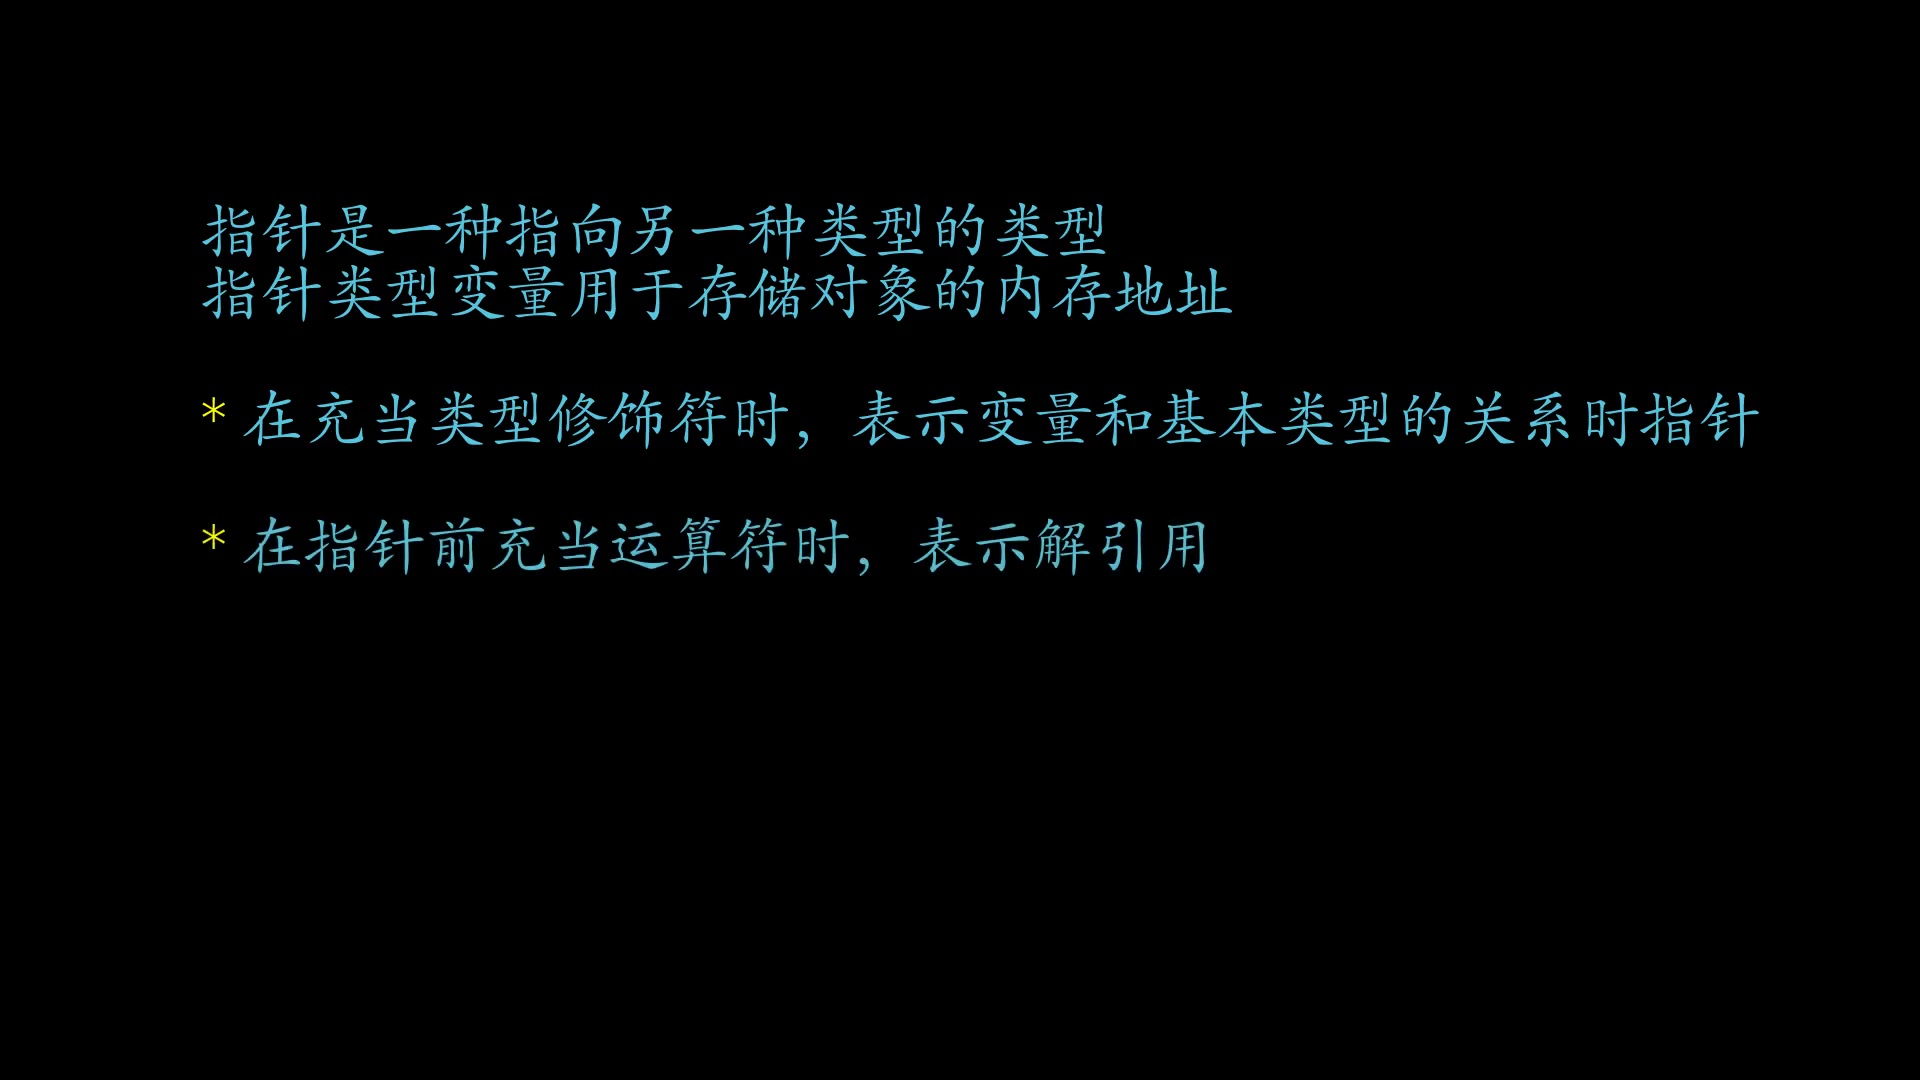 指针是一种指向另一种类型的类型
指针类型变量用于存储对象的内存地址
* 在充当类型修饰符时，表示变量和基本类型的关系时指针
* 在指针前充当运算符时，表示解引用